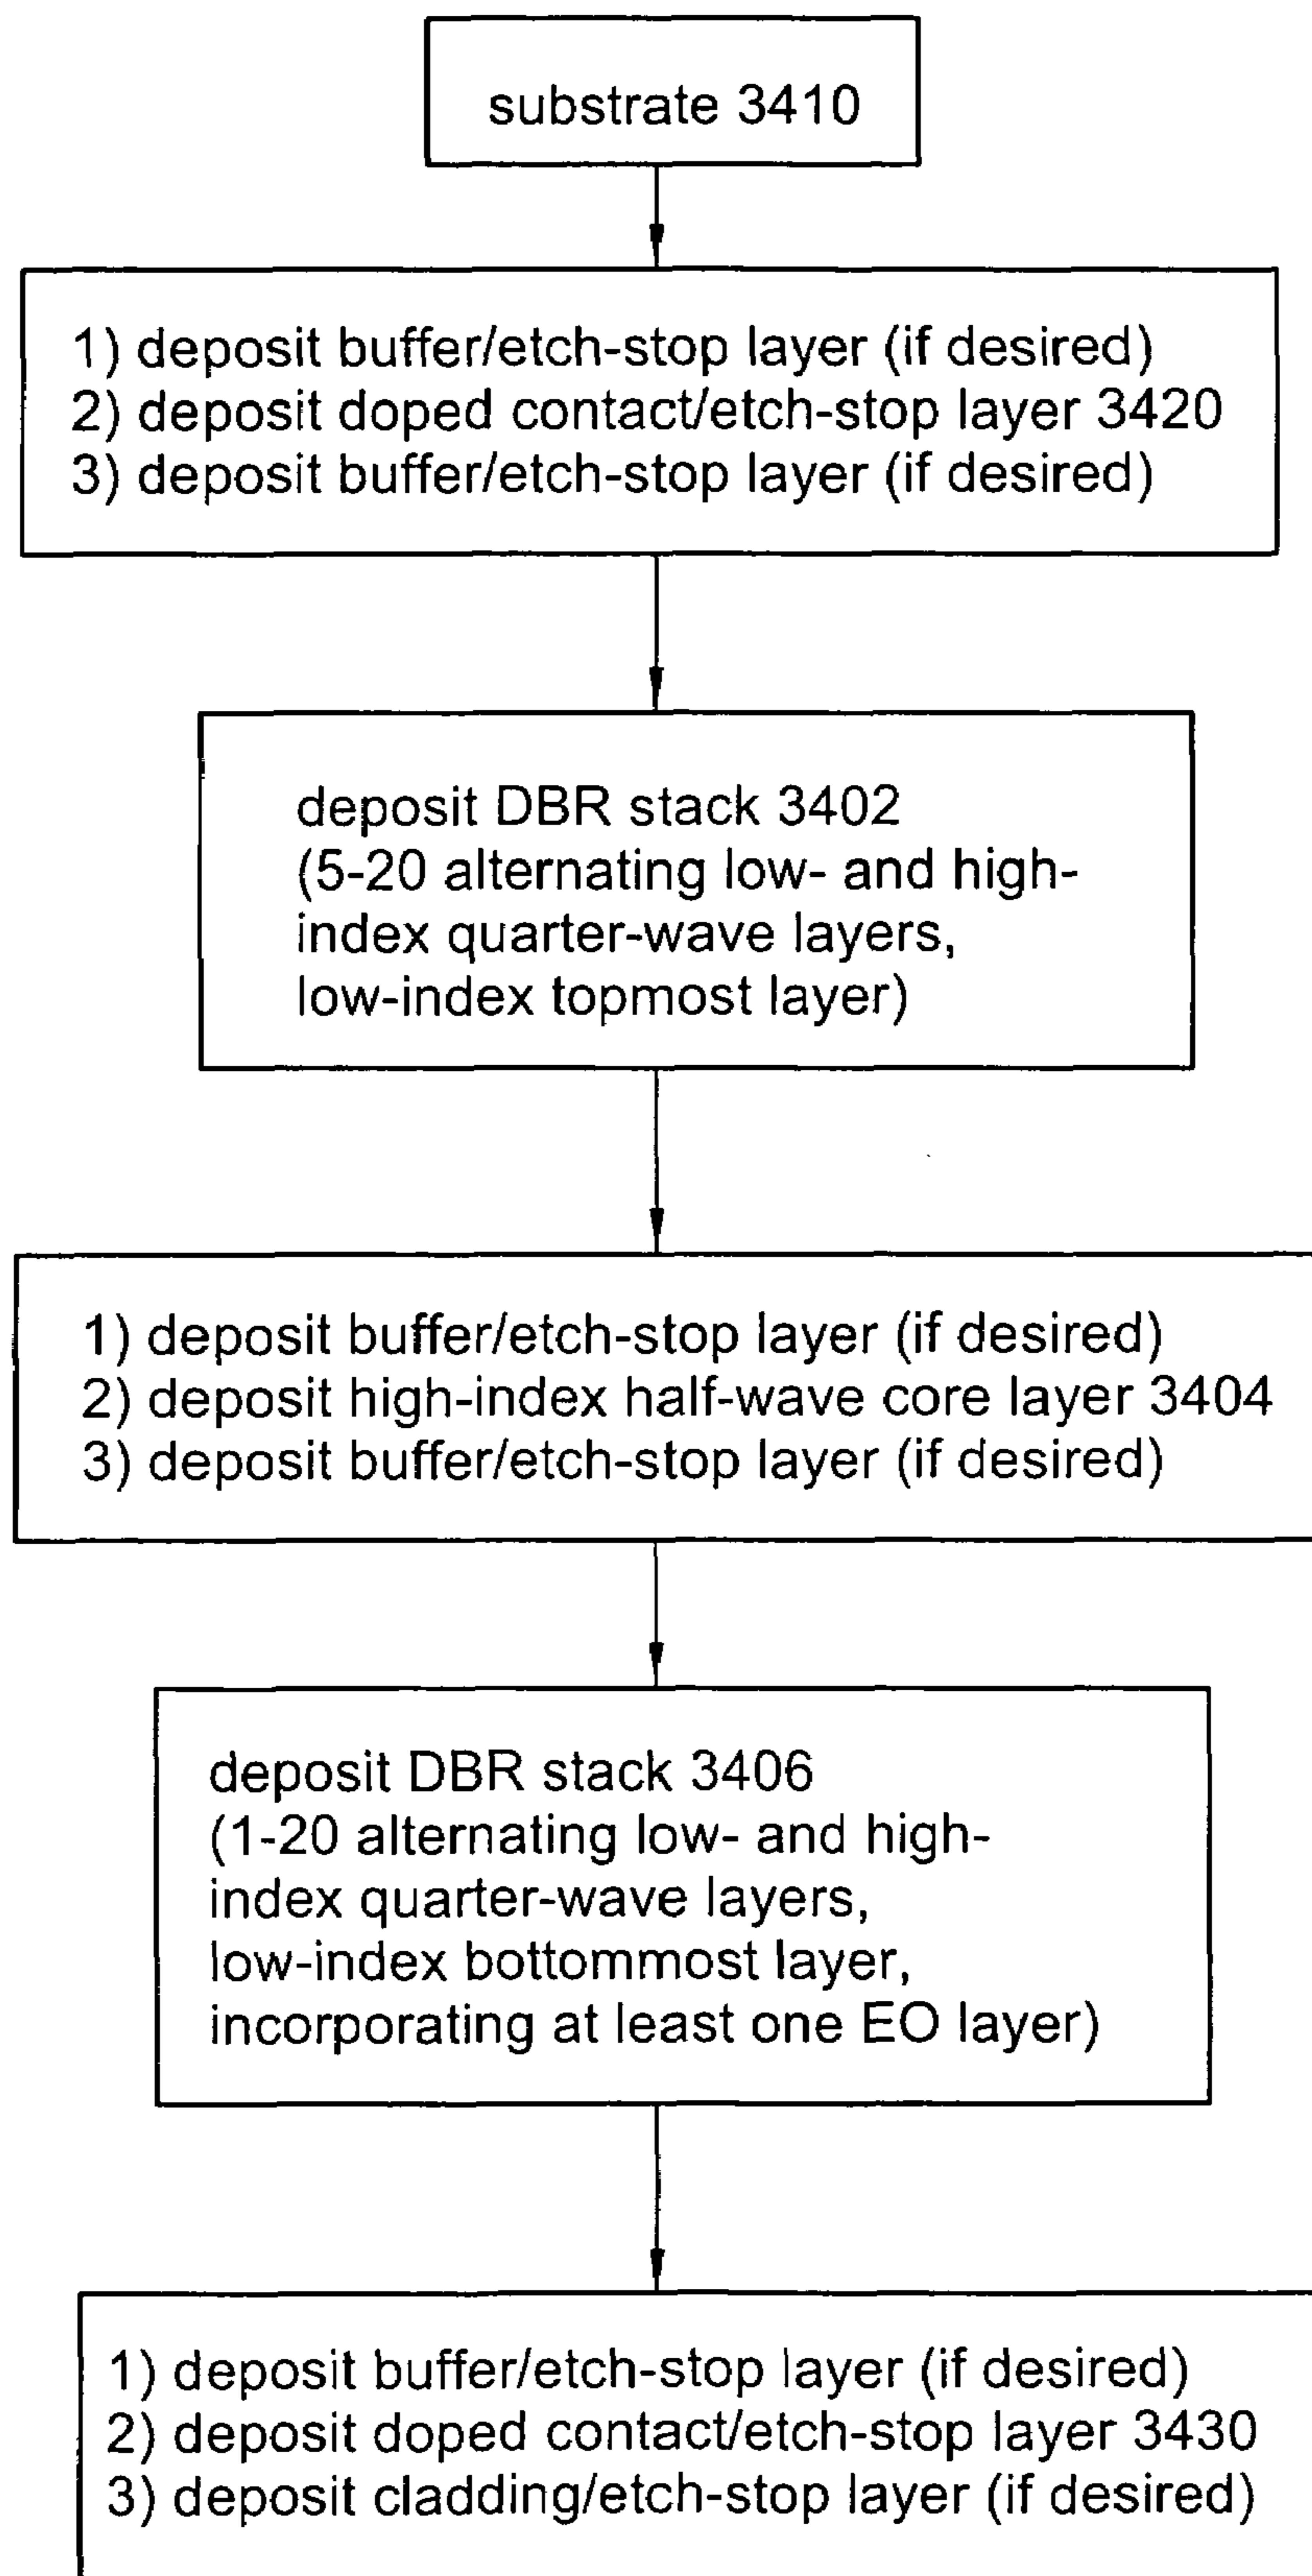 substrate 3410
1) deposit buffer/etch-stop layer (if desired)
2) deposit doped contact/etch-stop layer 3420
3) deposit buffer/etch-stop layer (if desired)
deposit DBR stack 3402
(5-20 alternating low- and high-
index quarter-wave layers,
low-index topmost layer)
1) deposit buffer/etch-stop layer (if desired)
2) deposit high-index half-wave core layer 3404
3) deposit buffer/etch-stop layer (if desired)
deposit DBR stack 3406
(1-20 alternating low- and high-
index quarter-wave layers,
low-index bottommost layer,
incorporating at least one EO layer)
1) deposit buffer/etch-stop layer (if desired)
2) deposit doped contact/etch-stop layer 3430
3) deposit cladding/etch-stop layer (if desired)